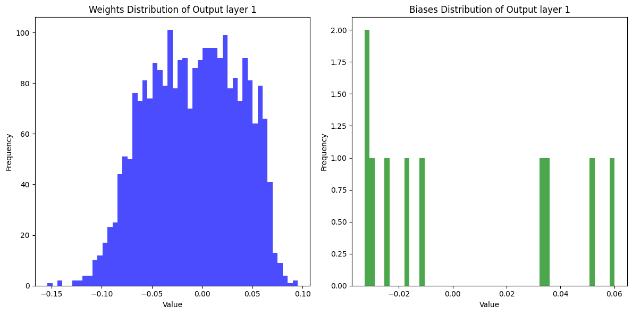 Weights Distribution of Output layer 1
Frequency
100
80
60
40
20
0
−0.15 −0.10 −0.05 0.00 0.05 0.10
Value
Biases Distribution of Output layer 1
Frequency
2.00
1.75
1.50
1.25
1.00
0.75
0.50
0.25
0.00
−0.02 0.00 0.02 0.04 0.06
Value